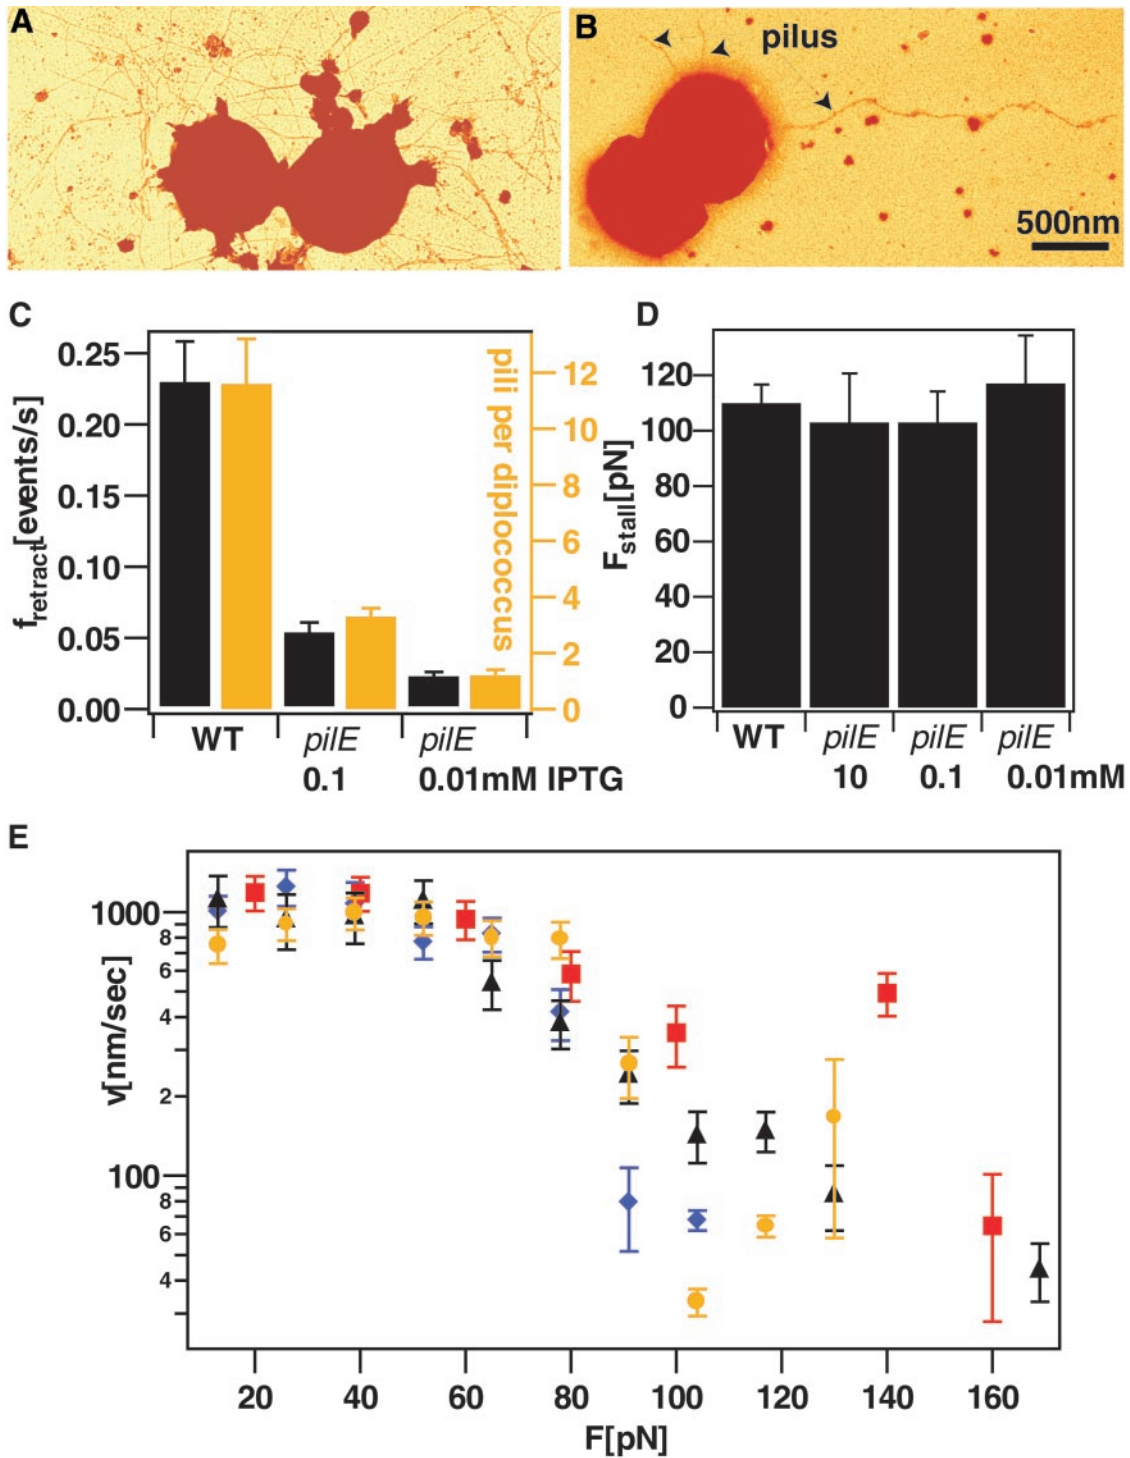 A
B
pilus
500nm
C
f retract[events/s]
0.25
0.20
0.15
0.10
0.05
0.00
pili per diplococcus
12
10
8
6
4
2
0
WT
pilE
pilE
0.1
0.01mM IPTG
D
Fstall[pN]
120
100
80
60
40
20
0
WT
pilE
pilE
pilE
10
0.1
0.01mM
E
v[nm/sec]
1000
8
6
4
2
100
8
6
4
20
40
60
80
100
120
140
160
F[pN]